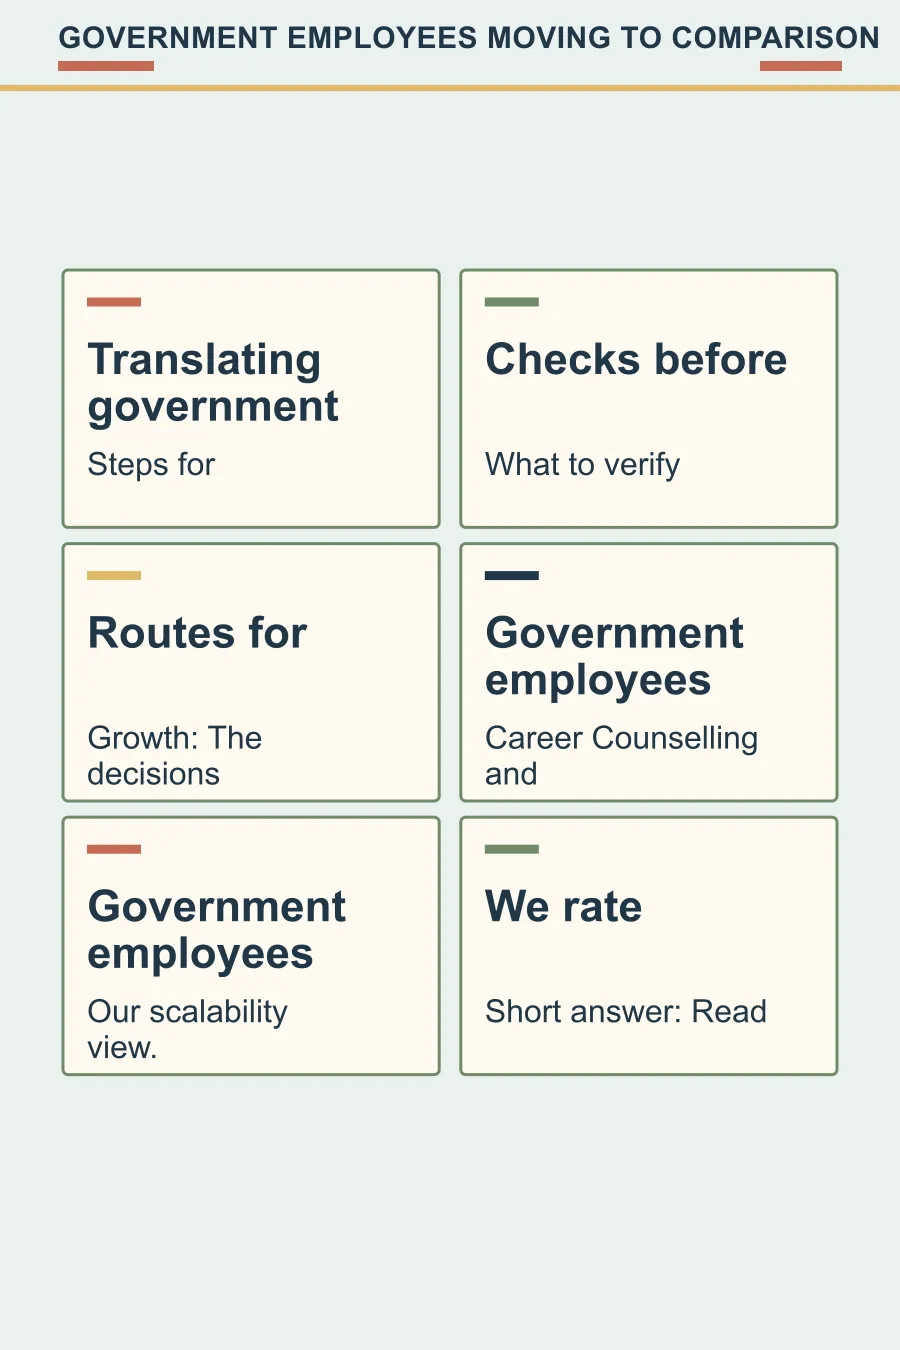 GOVERNMENT EMPLOYEES MOVING TO COMPARISON
Translating
government
Steps for
Checks before
What to verify
Routes for
Growth: The
decisions
Government
employees
Career Counselling
and
Government
employees
Our scalability
view.
We rate
Short answer: Read